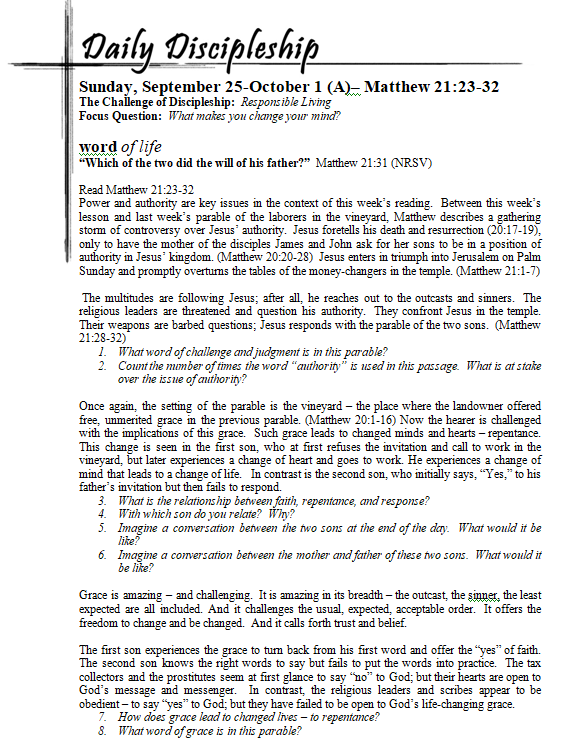 Daily Discipleship
Sunday, September 25-October 1 (A)– Matthew 21:23-32
The Challenge of Discipleship: Responsible Living
Focus Question: What makes you change your mind?
word of life
“Which of the two did the will of his father?” Matthew 21:31 (NRSV)
Read Matthew 21:23-32
Power and authority are key issues in the context of this week’s reading. Between this week’s
lesson and last week’s parable of the laborers in the vineyard, Matthew describes a gathering
storm of controversy over Jesus’ authority. Jesus foretells his death and resurrection (20:17-19),
only to have the mother of the disciples James and John ask for her sons to be in a position of
authority in Jesus’ kingdom. (Matthew 20:20-28) Jesus enters in triumph into Jerusalem on Palm
Sunday and promptly overturns the tables of the money-changers in the temple. (Matthew 21:1-7)
The multitudes are following Jesus; after all, he reaches out to the outcasts and sinners. The
religious leaders are threatened and question his authority. They confront Jesus in the temple.
Their weapons are barbed questions; Jesus responds with the parable of the two sons. (Matthew
21:28-32)
1. What word of challenge and judgment is in this parable?
2. Count the number of times the word “authority” is used in this passage. What is at stake
over the issue of authority?
Once again, the setting of the parable is the vineyard – the place where the landowner offered
free, unmerited grace in the previous parable. (Matthew 20:1-16) Now the hearer is challenged
with the implications of this grace. Such grace leads to changed minds and hearts – repentance.
This change is seen in the first son, who at first refuses the invitation and call to work in the
vineyard, but later experiences a change of heart and goes to work. He experiences a change of
mind that leads to a change of life. In contrast is the second son, who initially says, “Yes,” to his
father’s invitation but then fails to respond.
3. What is the relationship between faith, repentance, and response?
4. With which son do you relate? Why?
5. Imagine a conversation between the two sons at the end of the day. What would it be
like?
6. Imagine a conversation between the mother and father of these two sons. What would it
be like?
Grace is amazing – and challenging. It is amazing in its breadth – the outcast, the sinner, the least
expected are all included. And it challenges the usual, expected, acceptable order. It offers the
freedom to change and be changed. And it calls forth trust and belief.
The first son experiences the grace to turn back from his first word and offer the “yes” of faith.
The second son knows the right words to say but fails to put the words into practice. The tax
collectors and the prostitutes seem at first glance to say “no” to God; but their hearts are open to
God’s message and messenger. In contrast, the religious leaders and scribes appear to be
obedient – to say “yes” to God; but they have failed to be open to God’s life-changing grace.
7. How does grace lead to changed lives – to repentance?
8. What word of grace is in this parable?